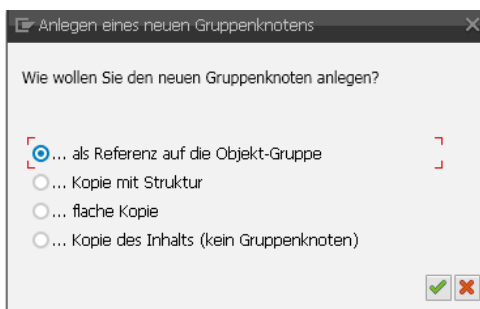 Anlegen eines neuen Gruppenknotens
Wie wollen Sie den neuen Gruppenknoten anlegen?
... als Referenz auf die Objekt-Gruppe
... Kopie mit Struktur
... flache Kopie
... Kopie des Inhalts (kein Gruppenknoten)